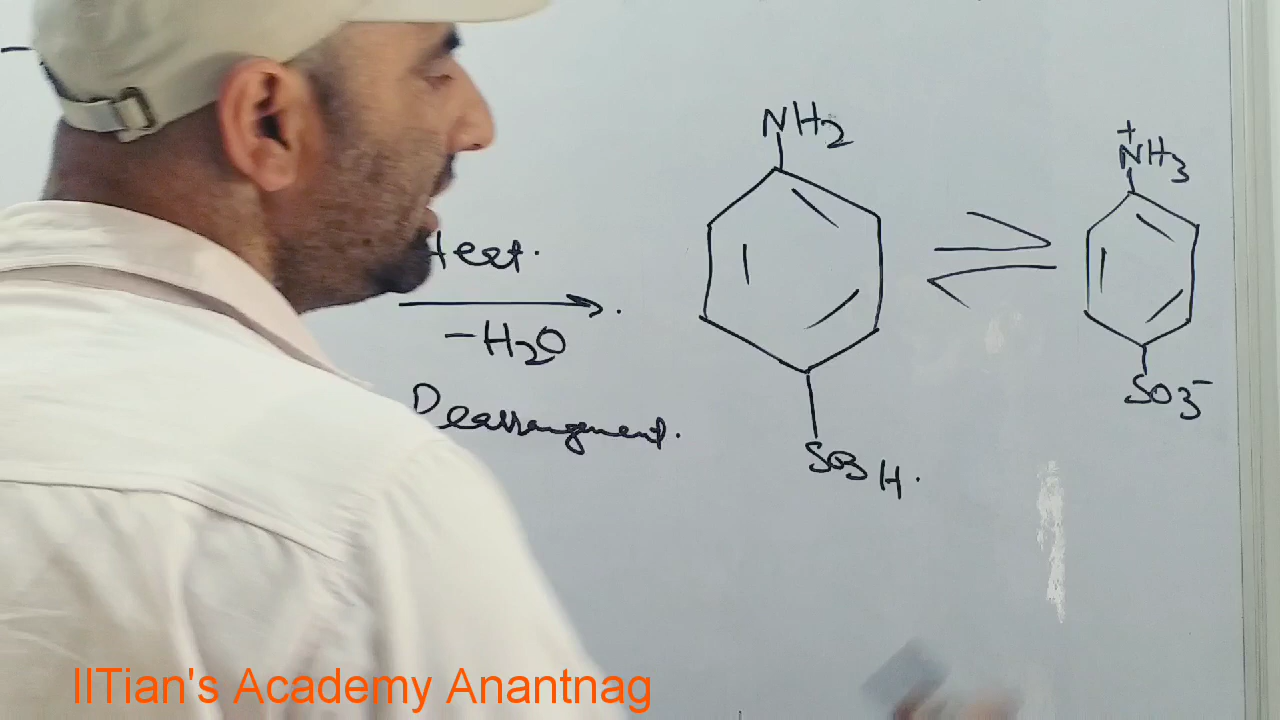 NH2
+
NH3
Heat.
-H2O
SO3-
Rearrangement.
SO3H.
IITian's Academy Anantnag